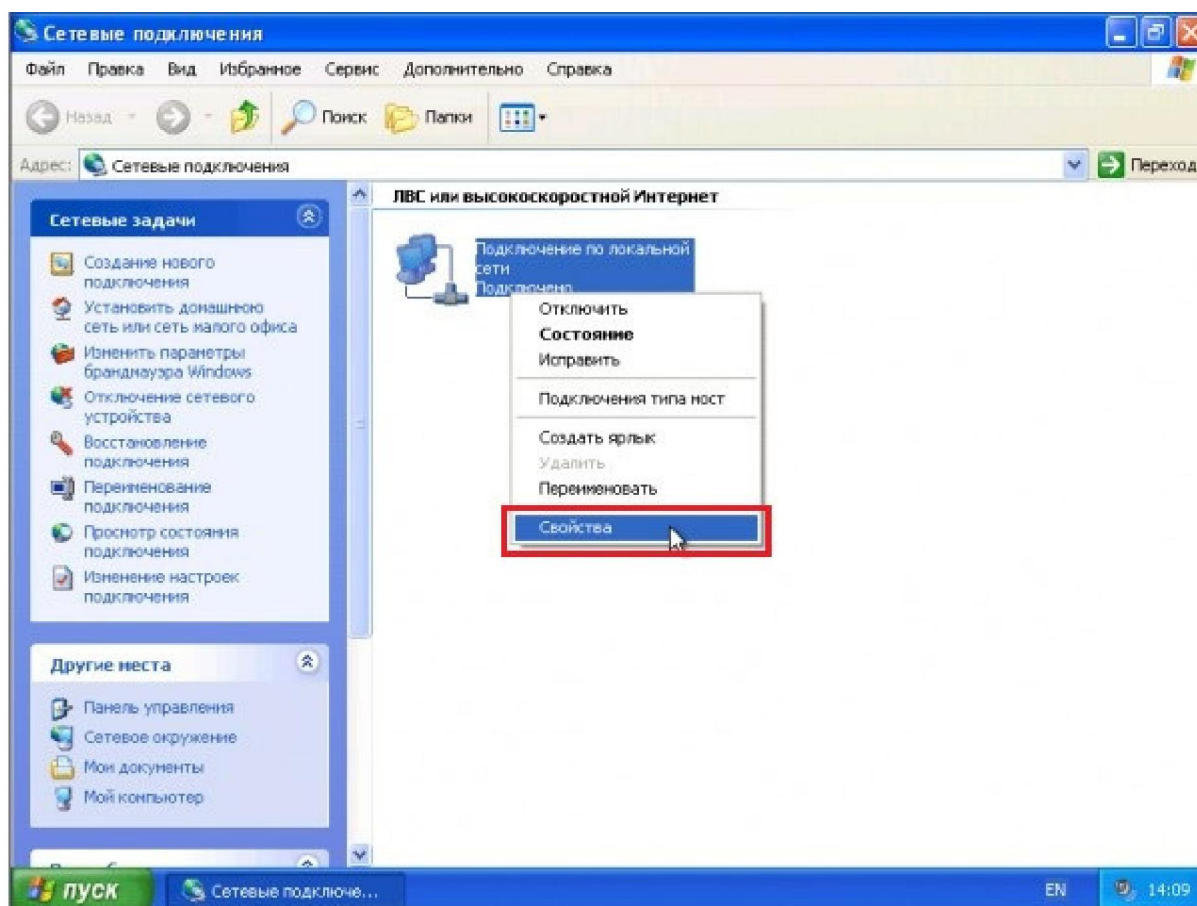 Сетевые подключения
Файл Правка Вид Избранное Сервис Дополнительно Справка
Назад Поиск Папки
Адрес: Сетевые подключения Переход
Сетевые задачи
Создание нового
подключения
Установить домашнюю
сеть или сеть малого офиса
Изменить параметры
брандмауэра Windows
Отключение сетевого
устройства
Восстановление
подключения
Переименование
подключения
Просмотр состояния
подключения
Изменение настроек
подключения
Другие места
Панель управления
Сетевое окружение
Мои документы
Мой компьютер
ЛВС или высокоскоростной Интернет
Подключение по локальной
сети
Подключено
Отключить
Состояние
Исправить
Подключения типа мост
Создать ярлык
Удалить
Переименовать
Свойства
пуск Сетевые подключе... EN 14:09